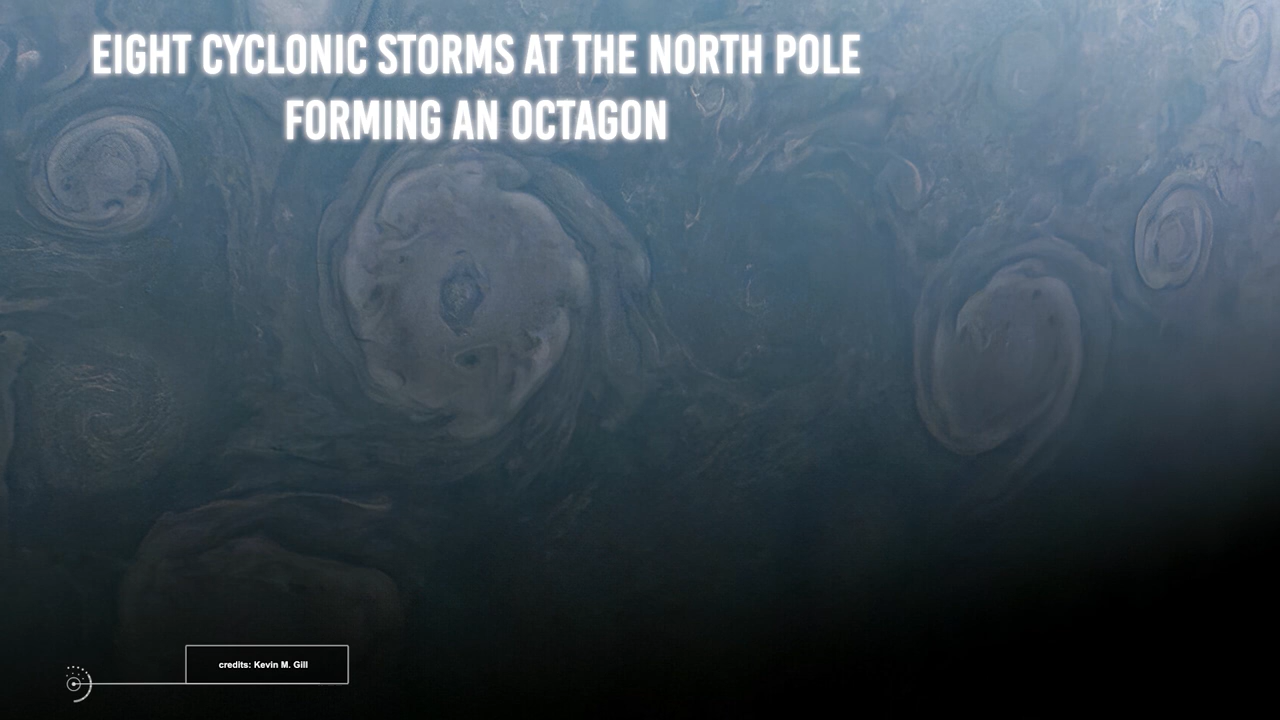 EIGHT CYCLONIC STORMS AT THE NORTH POLE
FORMING AN OCTAGON
credits: Kevin M. Gill